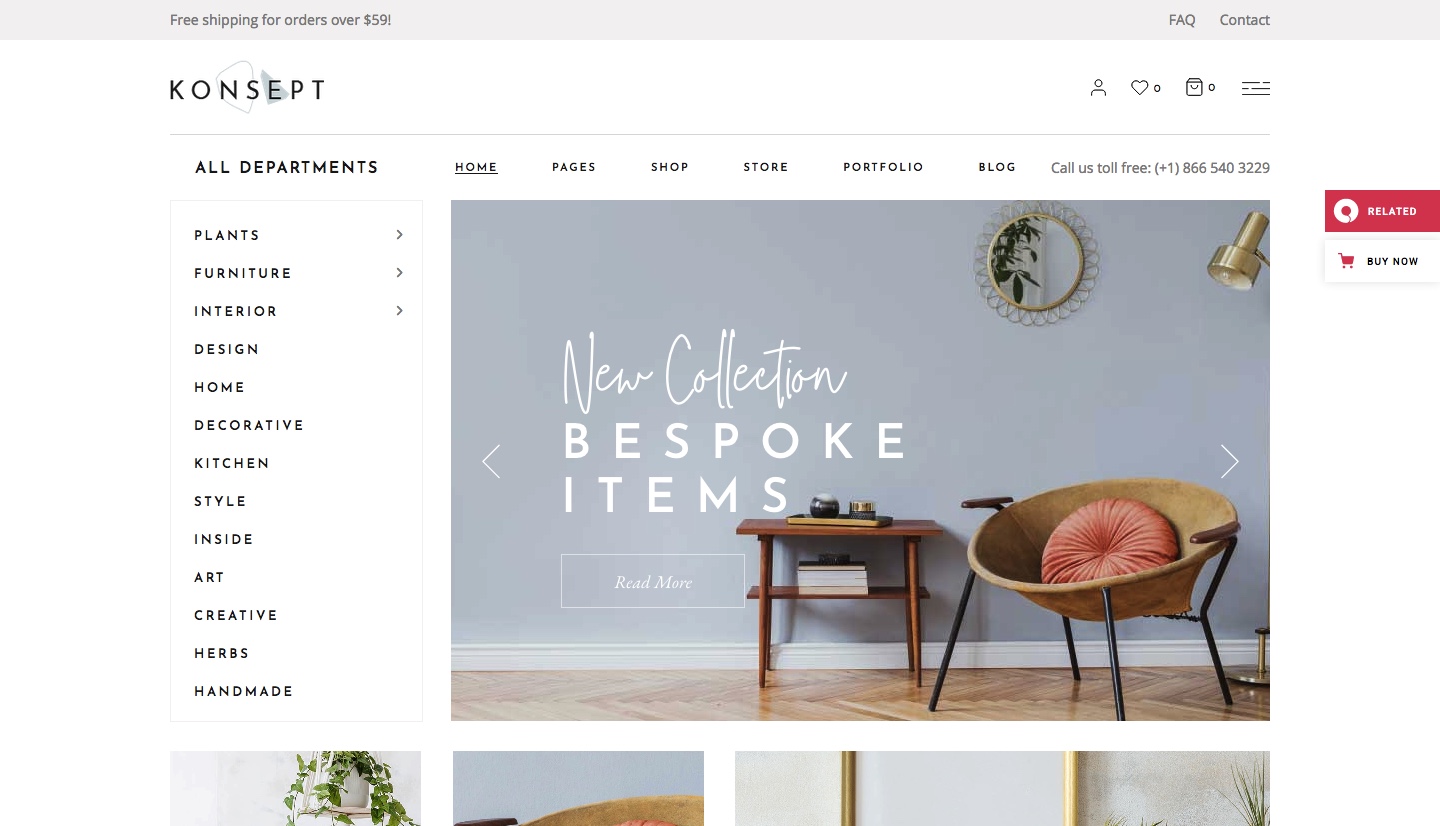 Free shipping for orders over $59!
FAQ
Contact
KONSEPT
0
0
ALL DEPARTMENTS
HOME
PAGES
SHOP
STORE
PORTFOLIO
BLOG
Call us toll free: (+1) 866 540 3229
RELATED
BUY NOW
PLANTS
FURNITURE
INTERIOR
DESIGN
HOME
DECORATIVE
KITCHEN
STYLE
INSIDE
ART
CREATIVE
HERBS
HANDMADE
New Collection
BESPOKE
ITEMS
Read More